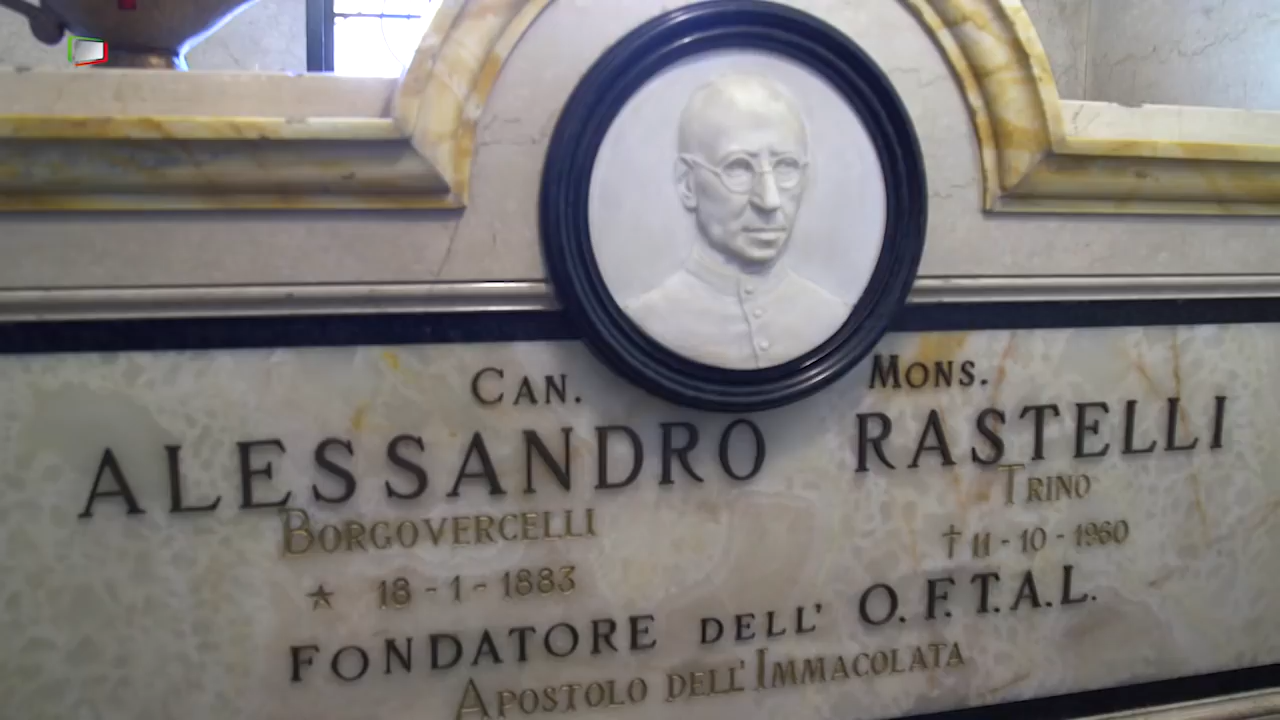 CAN. MONS.
ALESSANDRO RASTELLI
BORGOVERCELLI TRINO
★ 18-1-1883 † 11-10-1960
FONDATORE DELL' O.F.T.A.L.
APOSTOLO DELL'IMMACOLATA